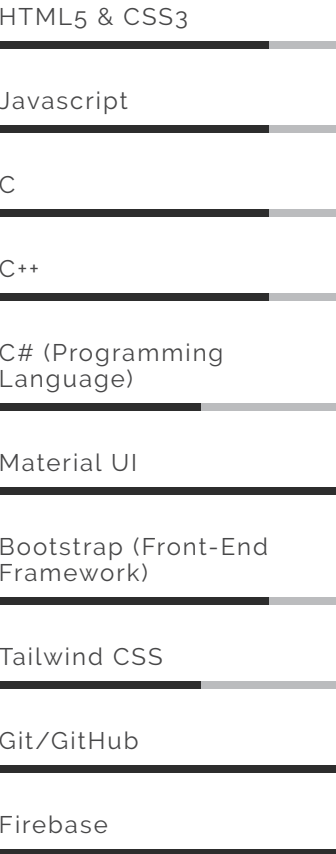 HTML5 & CSS3
Javascript
C
C++
C# (Programming
Language)
Material UI
Bootstrap (Front-End
Framework)
Tailwind CSS
Git/GitHub
Firebase